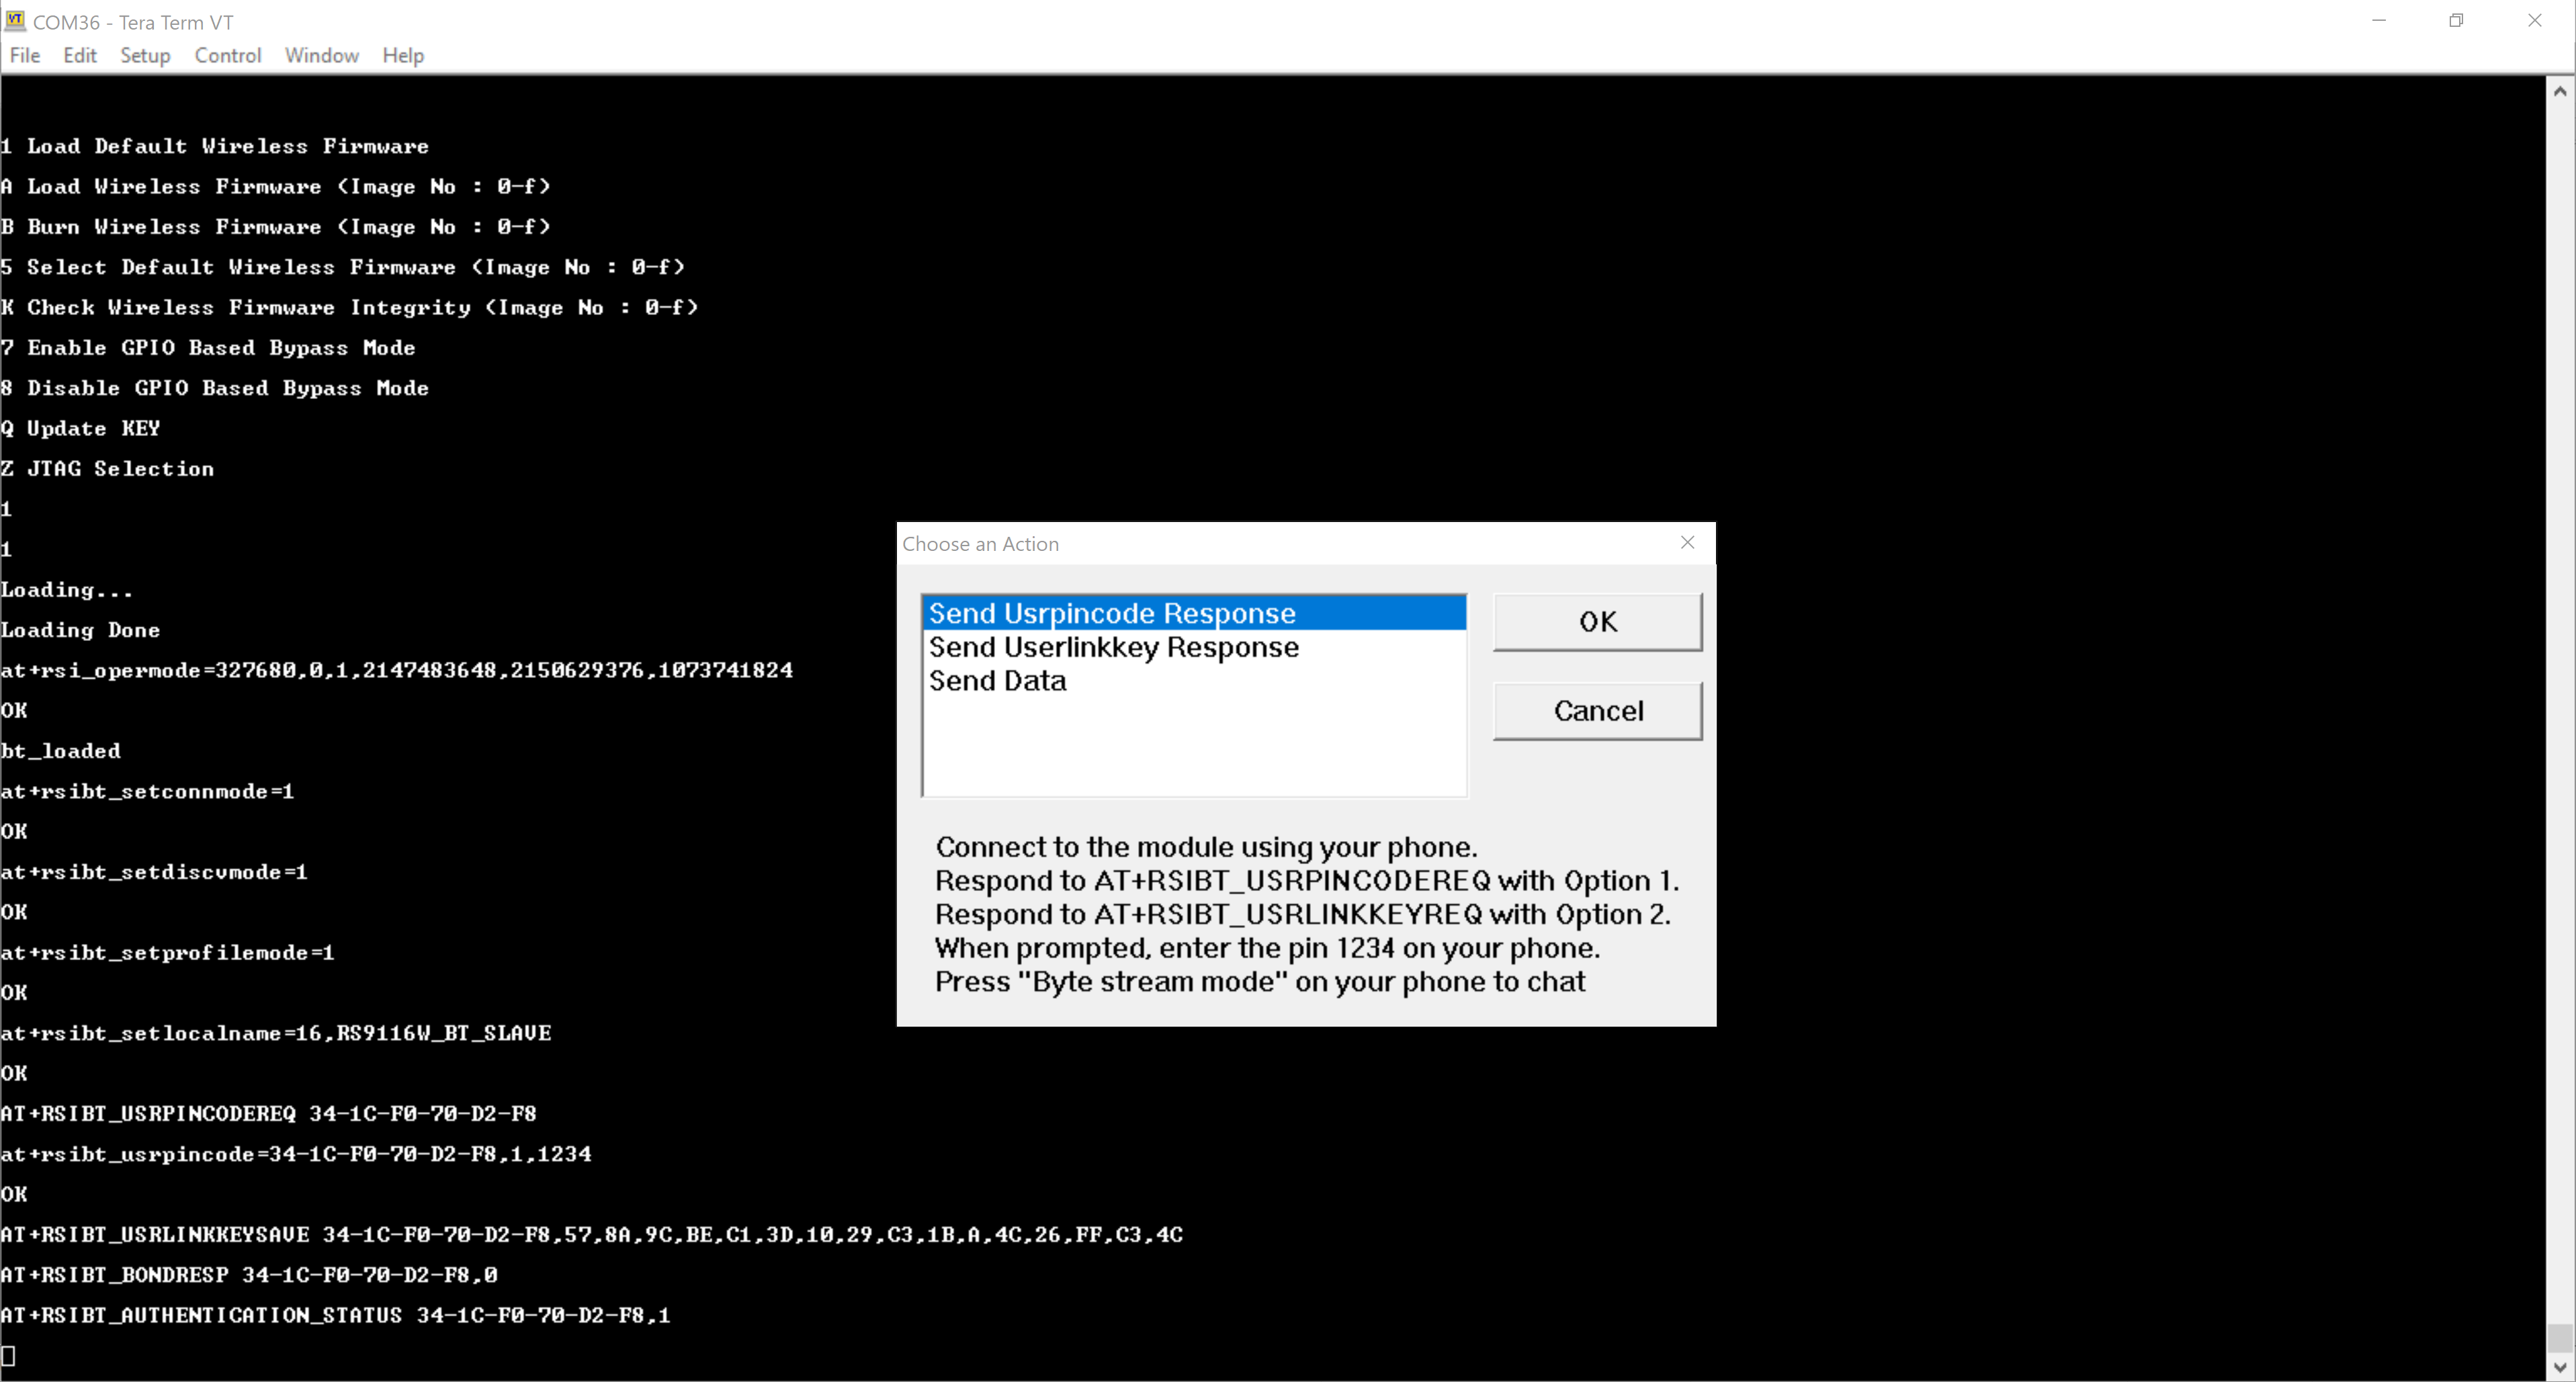 COM36 - Tera Term VT
File Edit Setup Control Window Help
1 Load Default Wireless Firmware
A Load Wireless Firmware (Image No : 0-f)
B Burn Wireless Firmware (Image No : 0-f)
5 Select Default Wireless Firmware (Image No : 0-f)
K Check Wireless Firmware Integrity (Image No : 0-f)
7 Enable GPIO Based Bypass Mode
8 Disable GPIO Based Bypass Mode
Q Update KEY
Z JTAG Selection
1
1
Loading...
Loading Done
at+rsi_opermode=327680,0,1,2147483648,2150629376,1073741824
OK
bt_loaded
at+rsibt_setconnmode=1
OK
at+rsibt_setdiscvmode=1
OK
at+rsibt_setprofilemode=1
OK
at+rsibt_setlocalname=16,RS9116W_BT_SLAVE
OK
AT+RSIBT_USRPINCODEREQ 34-1C-F0-70-D2-F8
at+rsibt_usrpincode=34-1C-F0-70-D2-F8,1,1234
OK
AT+RSIBT_USRLINKKEYSAVE 34-1C-F0-70-D2-F8,57,8A,9C,BE,C1,3D,10,29,C3,1B,A,4C,26,FF,C3,4C
AT+RSIBT_BONDRESP 34-1C-F0-70-D2-F8,0
AT+RSIBT_AUTHENTICATION_STATUS 34-1C-F0-70-D2-F8,1
Choose an Action
Send Usrpincode Response
Send Userlinkkey Response
Send Data
OK
Cancel
Connect to the module using your phone.
Respond to AT+RSIBT_USRPINCODEREQ with Option 1.
Respond to AT+RSIBT_USRLINKKEYREQ with Option 2.
When prompted, enter the pin 1234 on your phone.
Press "Byte stream mode" on your phone to chat